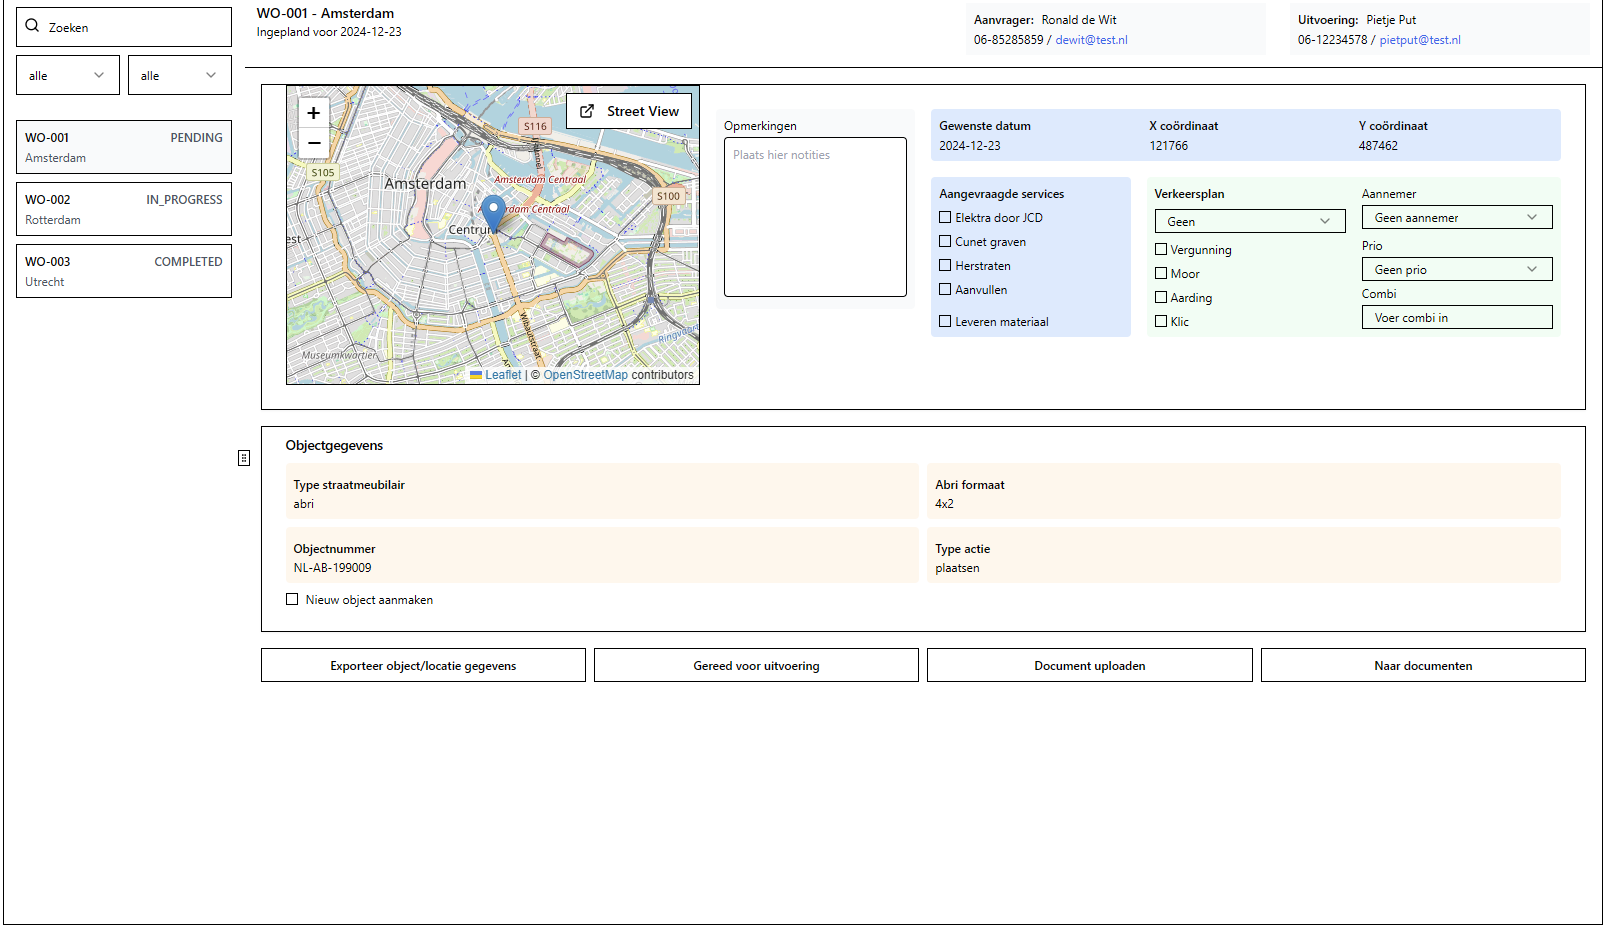 Zoeken
alle
alle
WO-001 PENDING
Amsterdam
WO-002 IN_PROGRESS
Rotterdam
WO-003 COMPLETED
Utrecht
WO-001 - Amsterdam
Ingepland voor 2024-12-23
Aanvrager: Ronald de Wit
06-85285859 / dewit@test.nl
Uitvoering: Pietje Put
06-12234578 / pietput@test.nl
+
−
Street View
S116
S105
S100
Amsterdam
Amsterdam Centraal
Amsterdam Centraal
Centrum
Museumkwartier
Wibautstraat
© Leaflet | © OpenStreetMap contributors
Opmerkingen
Plaats hier notities
Gewenste datum
2024-12-23
X coördinaat
121766
Y coördinaat
487462
Aangevraagde services
Elektra door JCD
Cunet graven
Herstraten
Aanvullen
Leveren materiaal
Verkeersplan
Geen
Vergunning
Moor
Aarding
Klic
Aannemer
Geen aannemer
Prio
Geen prio
Combi
Voer combi in
Objectgegevens
Type straatmeubilair
abri
Abri formaat
4x2
Objectnummer
NL-AB-199009
Type actie
plaatsen
Nieuw object aanmaken
Exporteer object/locatie gegevens
Gereed voor uitvoering
Document uploaden
Naar documenten